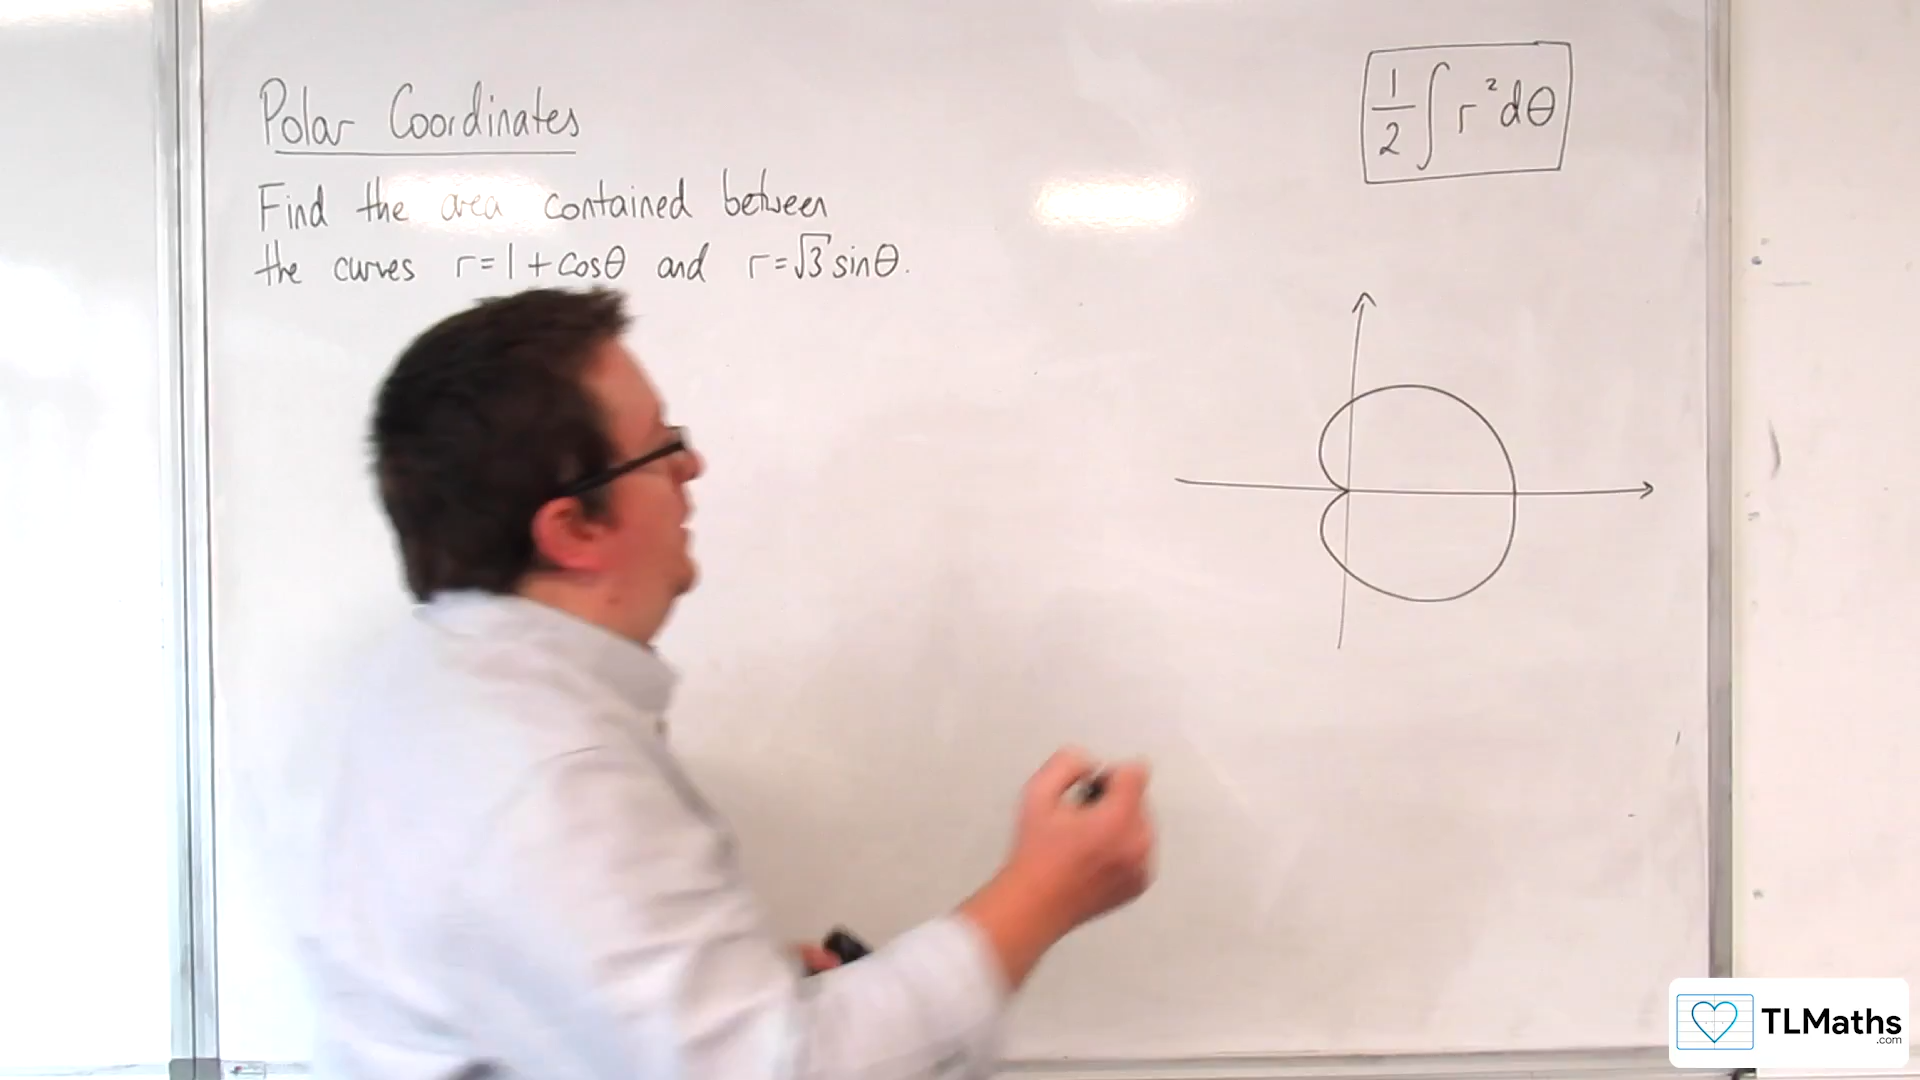 Polar Coordinates
Find the area contained between
the curves r=1+cosθ and r=√3 sinθ.
1/2 ∫ r² dθ
TLMaths
.com